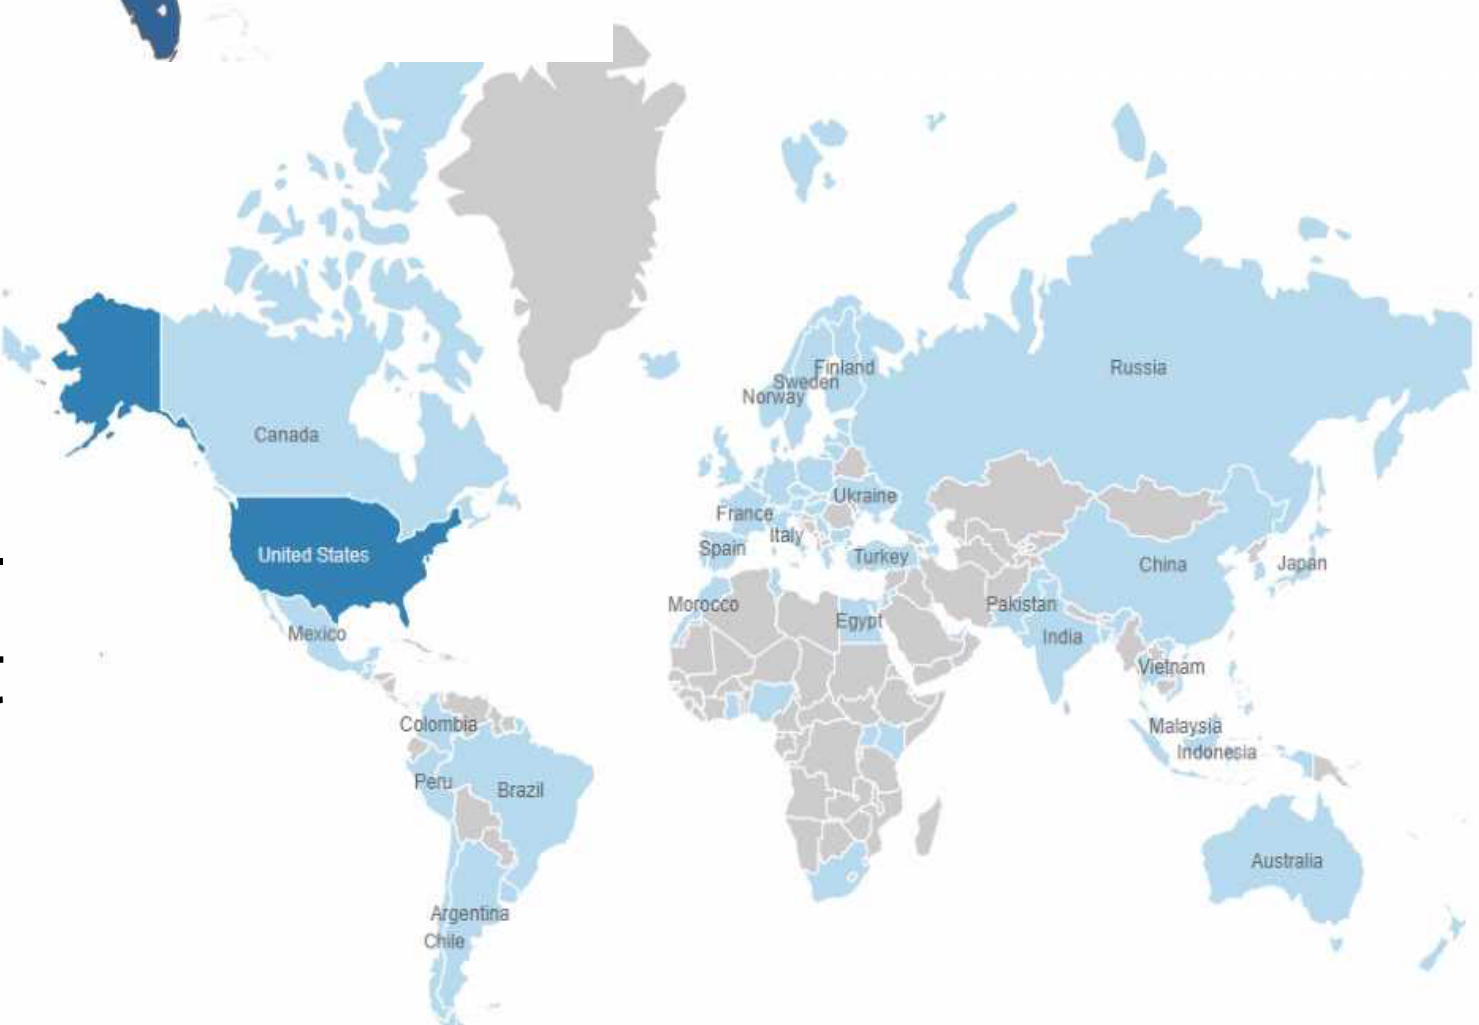 Finland
Russia
Sweden
Norway
Canada
Ukraine
France
Italy
Spain
Turkey
United States
China
Japan
Morocco
Pakistan
Egypt
India
Mexico
Vietnam
Colombia
Malaysia
Indonesia
Peru
Brazil
Australia
Argentina
Chile